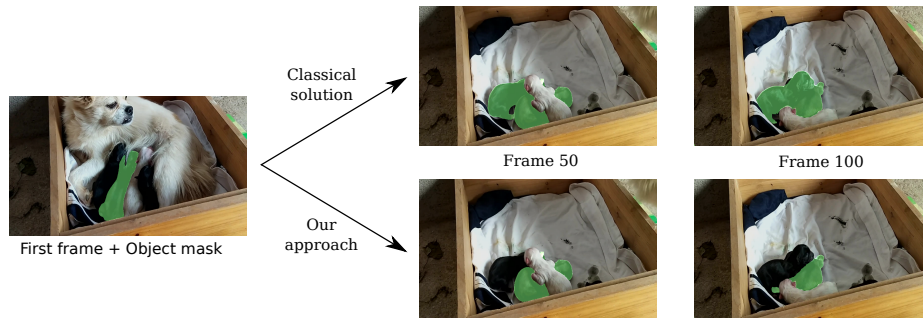 Classical
solution
Frame 50
Frame 100
First frame + Object mask
Our
approach